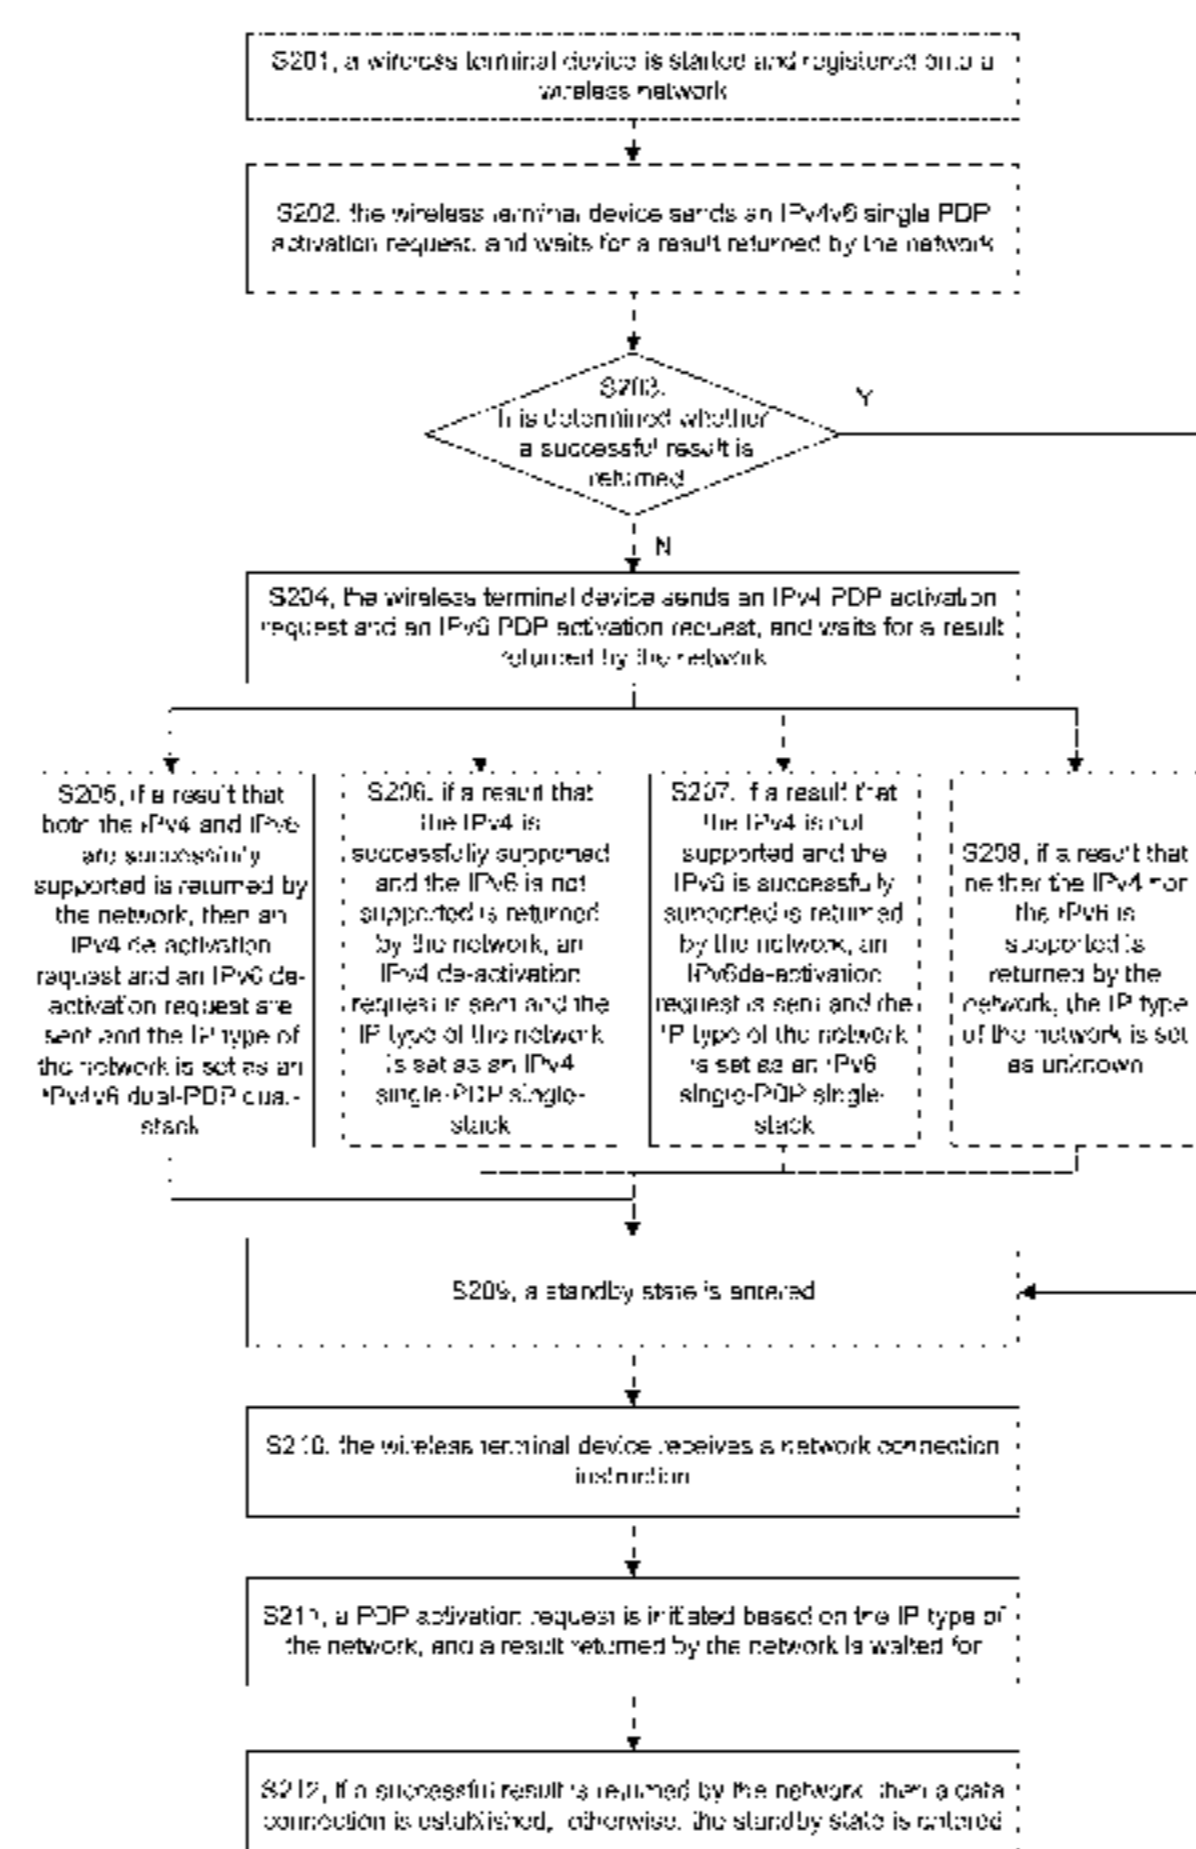 S201, a wireless terminal device is started and registered onto a
wireless network
S202, the wireless terminal device sends an IPv4v6 single PDP
activation request, and waits for a result returned by the network
S203,
It is determined whether
a successful result is
returned
Y
N
S204, the wireless terminal device sends an IPv4 PDP activation
request and an IPv6 PDP activation request, and waits for a result
returned by the network
S205, if a result that
both the IPv4 and IPv6
are successfully
supported is returned by
the network, then an
IPv4 de-activation
request and an IPv6 de-
activation request are
sent and the IP type of
the network is set as an
IPv4v6 dual-PDP dual-
stack
S206, if a result that
the IPv4 is
successfully supported
and the IPv6 is not
supported is returned
by the network, an
IPv4 de-activation
request is sent and the
IP type of the network
is set as an IPv4
single-PDP single-
stack
S207, if a result that
the IPv4 is not
supported and the
IPv6 is successfully
supported is returned
by the network, an
IPv6de-activation
request is sent and the
IP type of the network
is set as an IPv6
single-PDP single-
stack
S208, if a result that
neither the IPv4 nor
the IPv6 is
supported is
returned by the
network, the IP type
of the network is set
as unknown
S209, a standby state is entered
S210, the wireless terminal device receives a network connection
instruction
S211, a PDP activation request is initiated based on the IP type of
the network, and a result returned by the network is waited for
S212, if a successful result is returned by the network, then a data
connection is established, otherwise, the standby state is entered